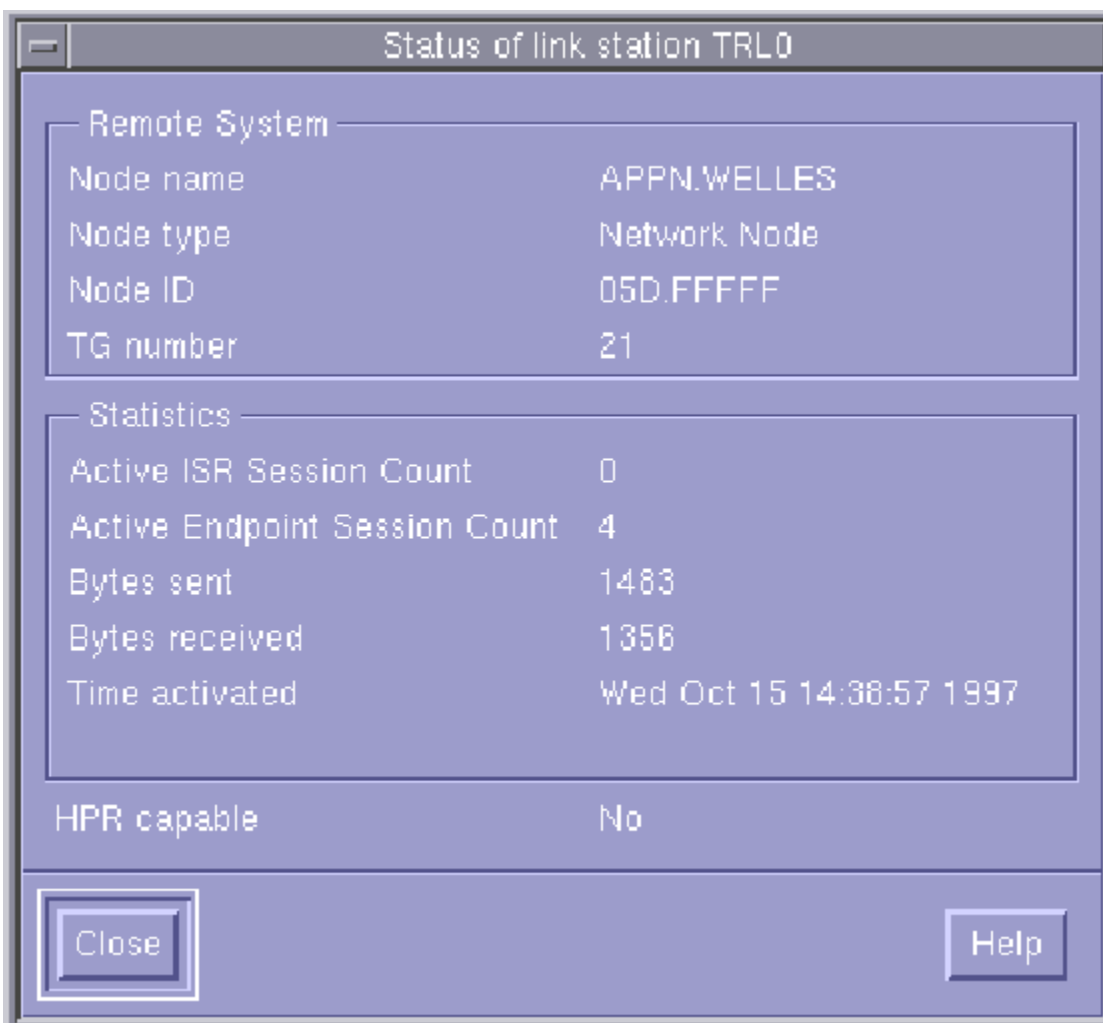 Status of link station TRL0
Remote System
Node name APPN.WELLES
Node type Network Node
Node ID 05D.FFFFF
TG number 21
Statistics
Active ISR Session Count 0
Active Endpoint Session Count 4
Bytes sent 1483
Bytes received 1356
Time activated Wed Oct 15 14:38:57 1997
HPR capable No
Close Help